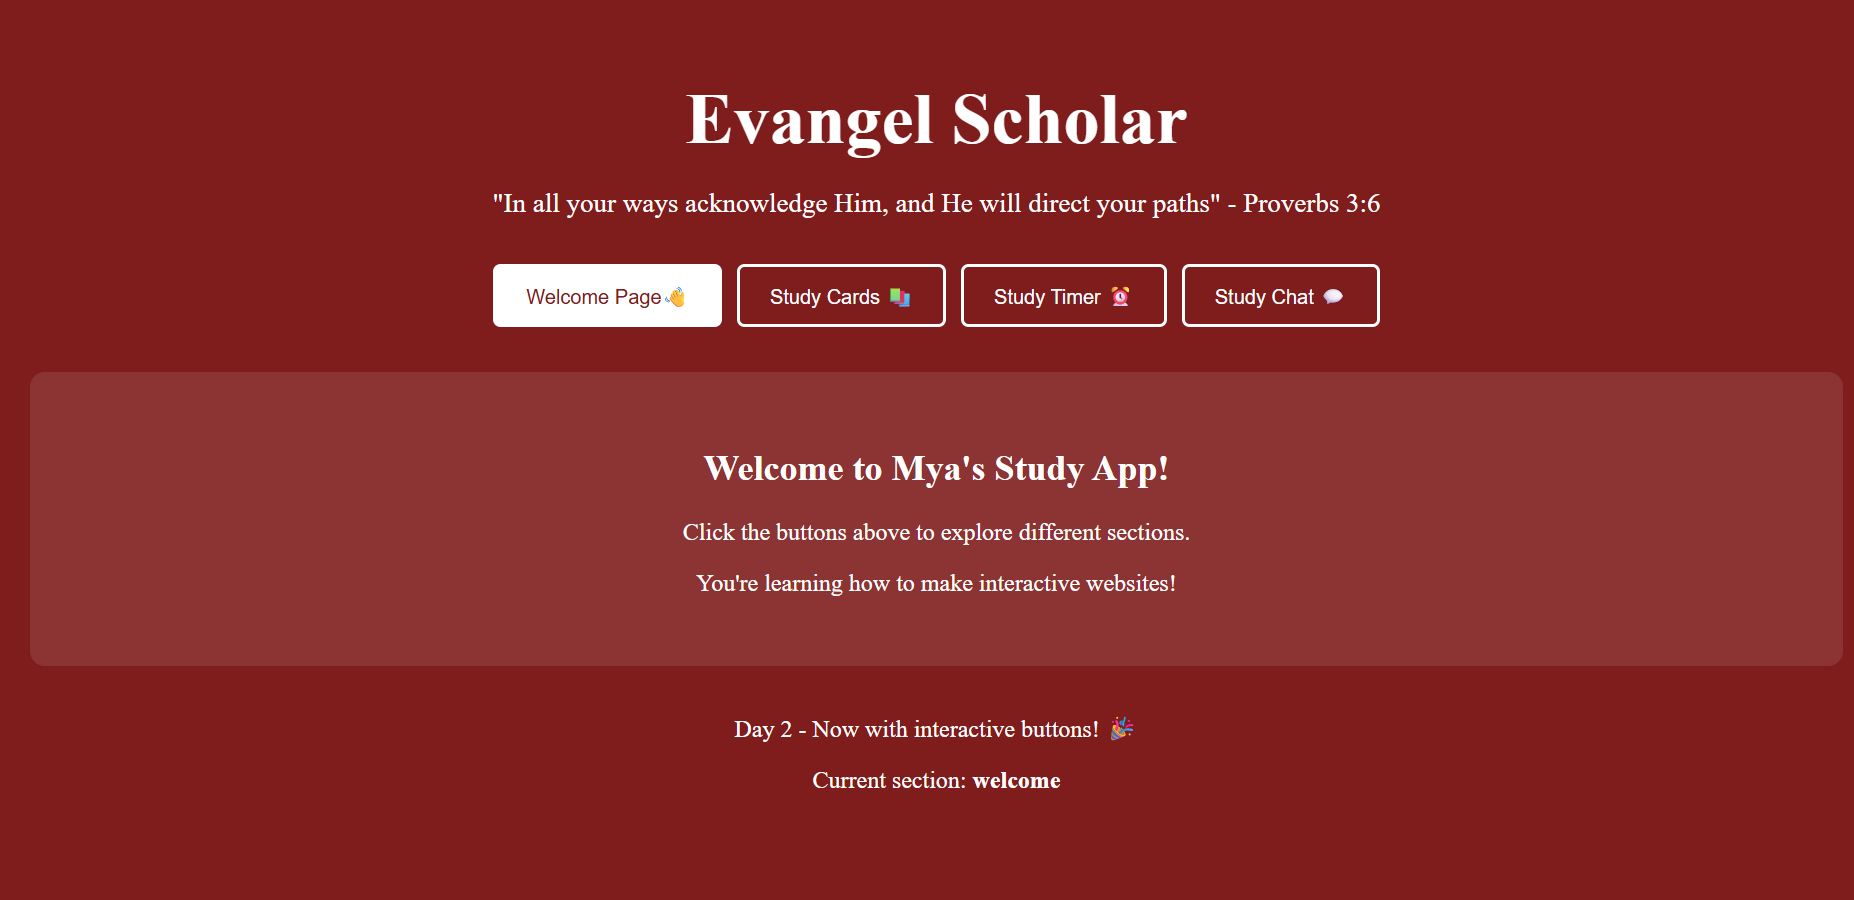 Evangel Scholar
"In all your ways acknowledge Him, and He will direct your paths" - Proverbs 3:6
Welcome Page👋
Study Cards 📚
Study Timer ⏰
Study Chat 💬
Welcome to Mya's Study App!
Click the buttons above to explore different sections.
You're learning how to make interactive websites!
Day 2 - Now with interactive buttons! 🎉
Current section: welcome